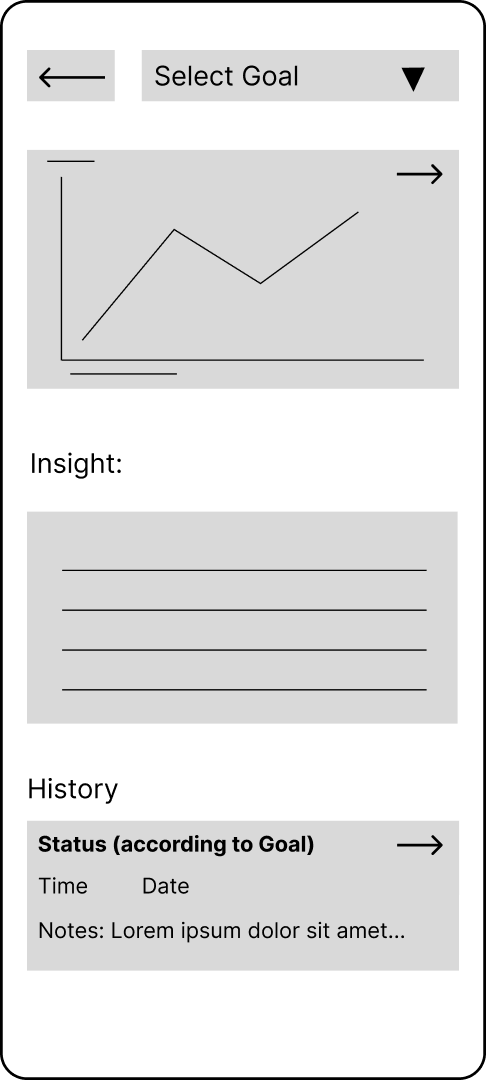 Select Goal
Insight:
History
Status (according to Goal)
Time Date
Notes: Lorem ipsum dolor sit amet...